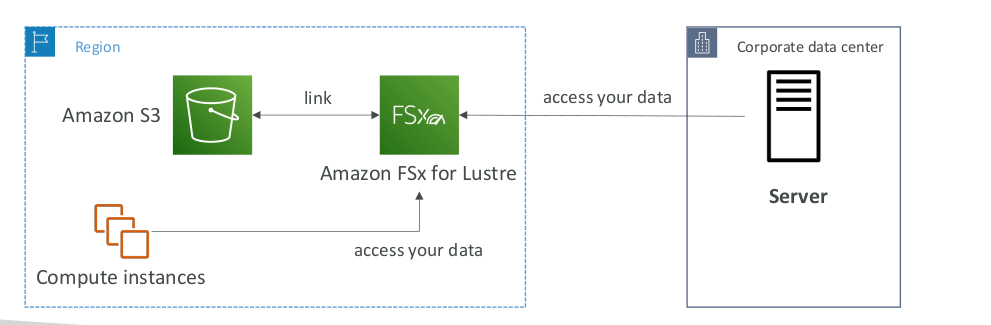 Region
Corporate data center
Amazon S3
link
FSx
access your data
Amazon FSx for Lustre
Server
access your data
Compute instances